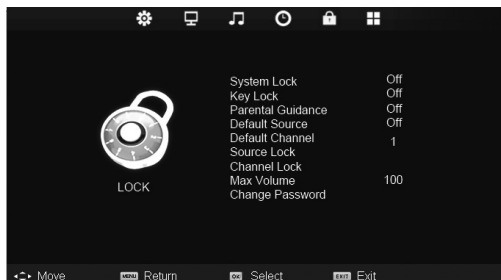 System Lock Off
Key Lock Off
Parental Guidance Off
Default Source Off
Default Channel 1
Source Lock
Channel Lock
Max Volume 100
Change Password
LOCK
Move MENU Return OK Select EXIT Exit